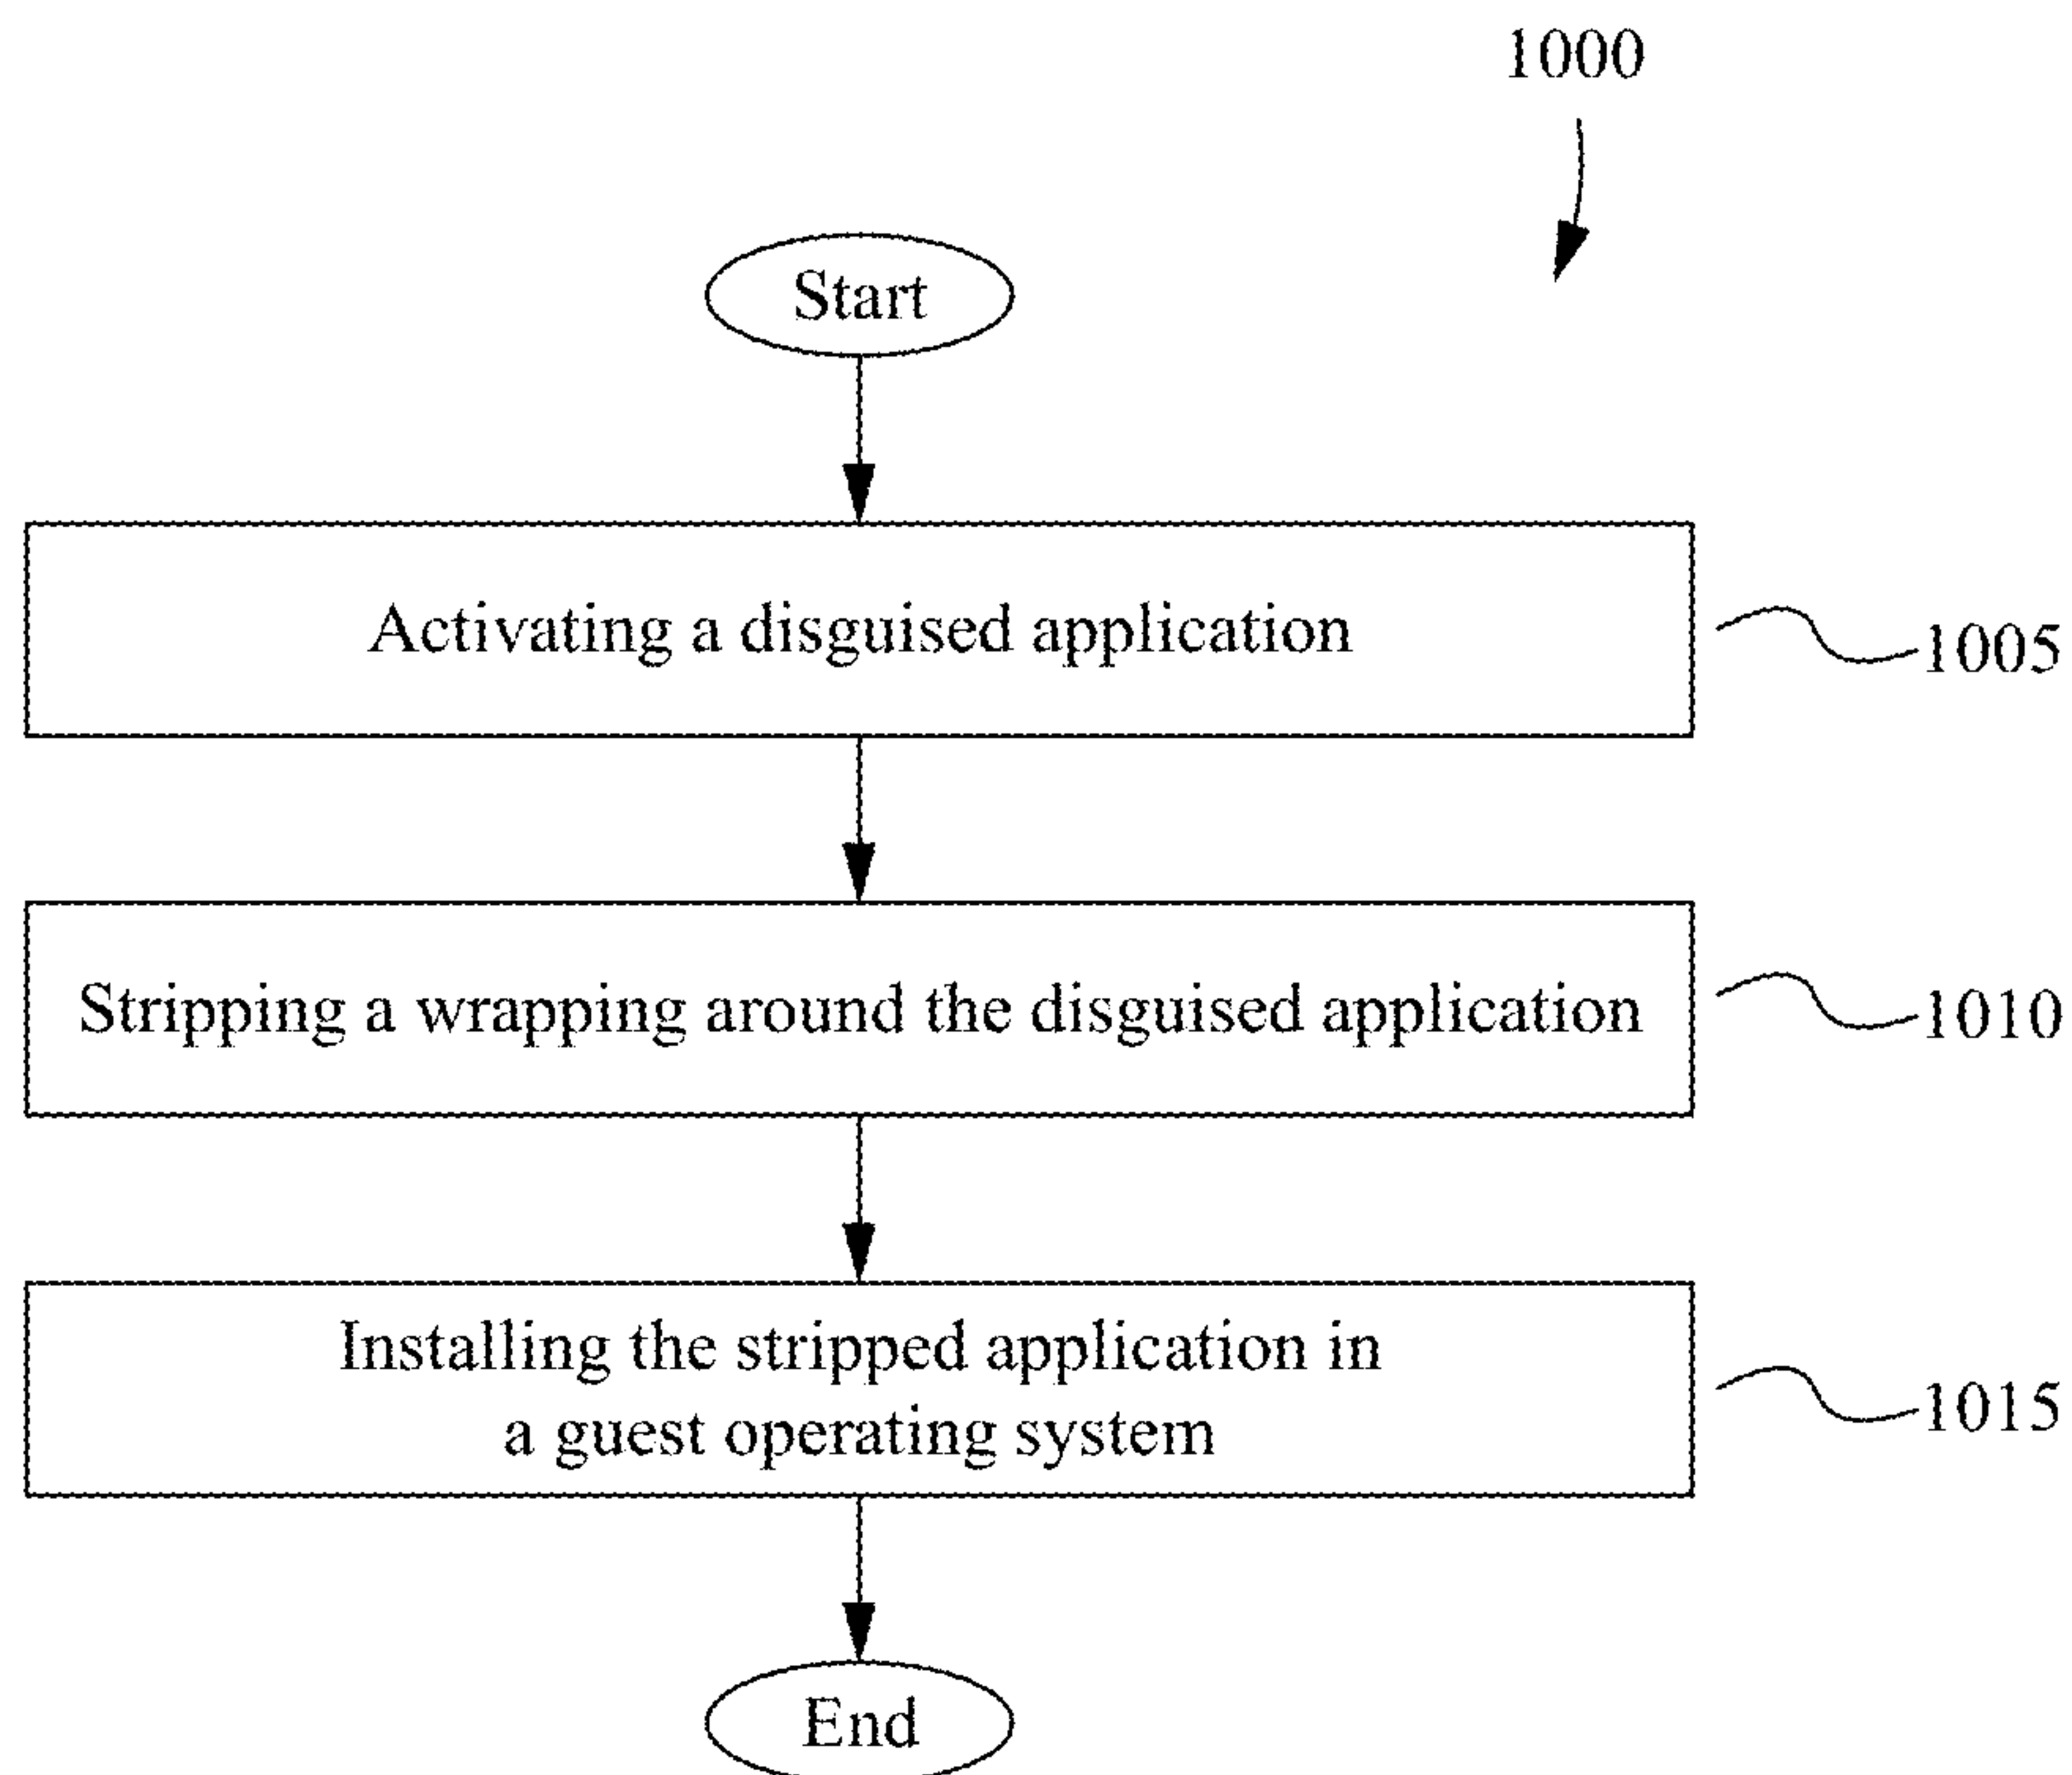 1000
Start
Activating a disguised application
1005
Stripping a wrapping around the disguised application
1010
Installing the stripped application in
a guest operating system
1015
End